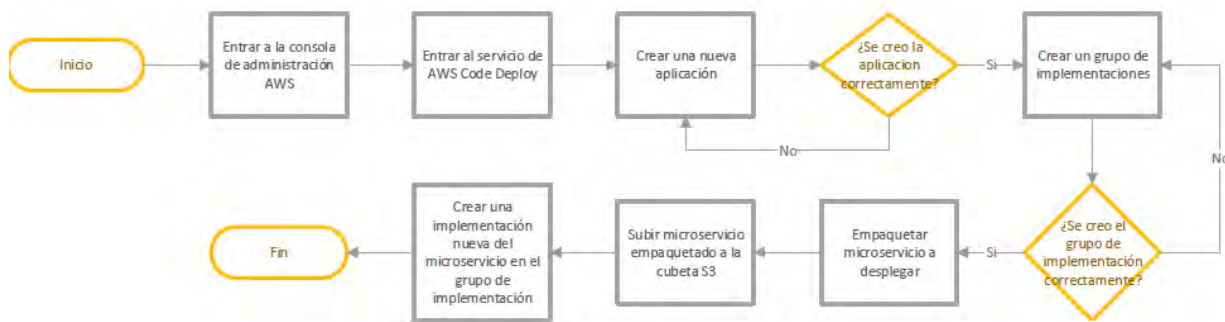 Inicio
Entrar a la consola
de administración
AWS
Entrar al servicio de
AWS Code Deploy
Crear una nueva
aplicación
¿Se creo la
aplicacion
correctamente?
Si
Crear un grupo de
implementaciones
No
No
Fin
Crear una
implementación
nueva del
microservicio en el
grupo de
implementación
Subir microservicio
empaquetado a la
cubeta S3
Empaquetar
microservicio a
desplegar
Si
¿Se creo el
grupo de
implementación
correctamente?